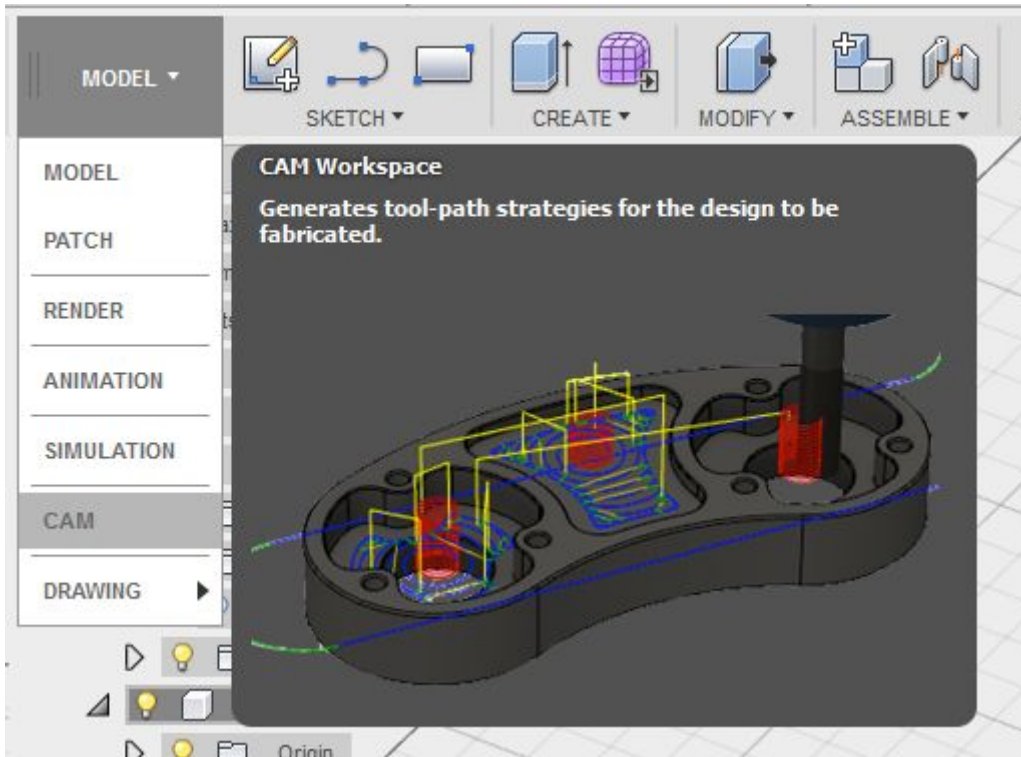 MODEL
SKETCH
CREATE
MODIFY
ASSEMBLE
MODEL
PATCH
RENDER
ANIMATION
SIMULATION
CAM
DRAWING
CAM Workspace
Generates tool-path strategies for the design to be
fabricated.
Origin